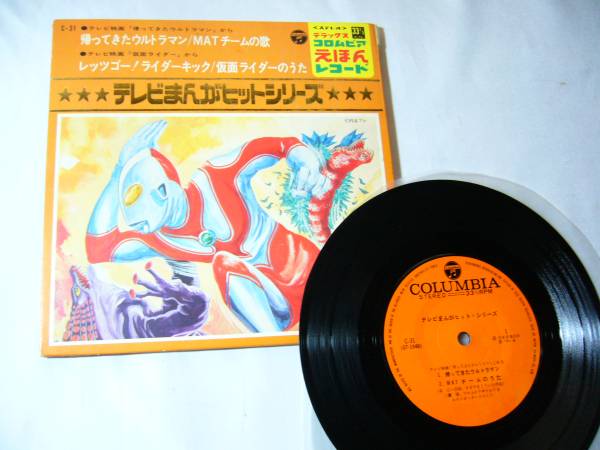 C-31
●テレビ映画「帰ってきたウルトラマン」から
帰ってきたウルトラマン/MATチームの歌
●テレビ映画「仮面ライダー」から
レッツゴー!ライダーキック/仮面ライダーのうた
<ステレオ>
デラックス
コロムビア
えほん
レコード
★★★テレビまんがヒットシリーズ★★★
COLUMBIA
STEREO 33⅓RPM
テレビまんがヒット・シリーズ
C-31
1. 帰ってきたウルトラマン
2. MATチームのうた